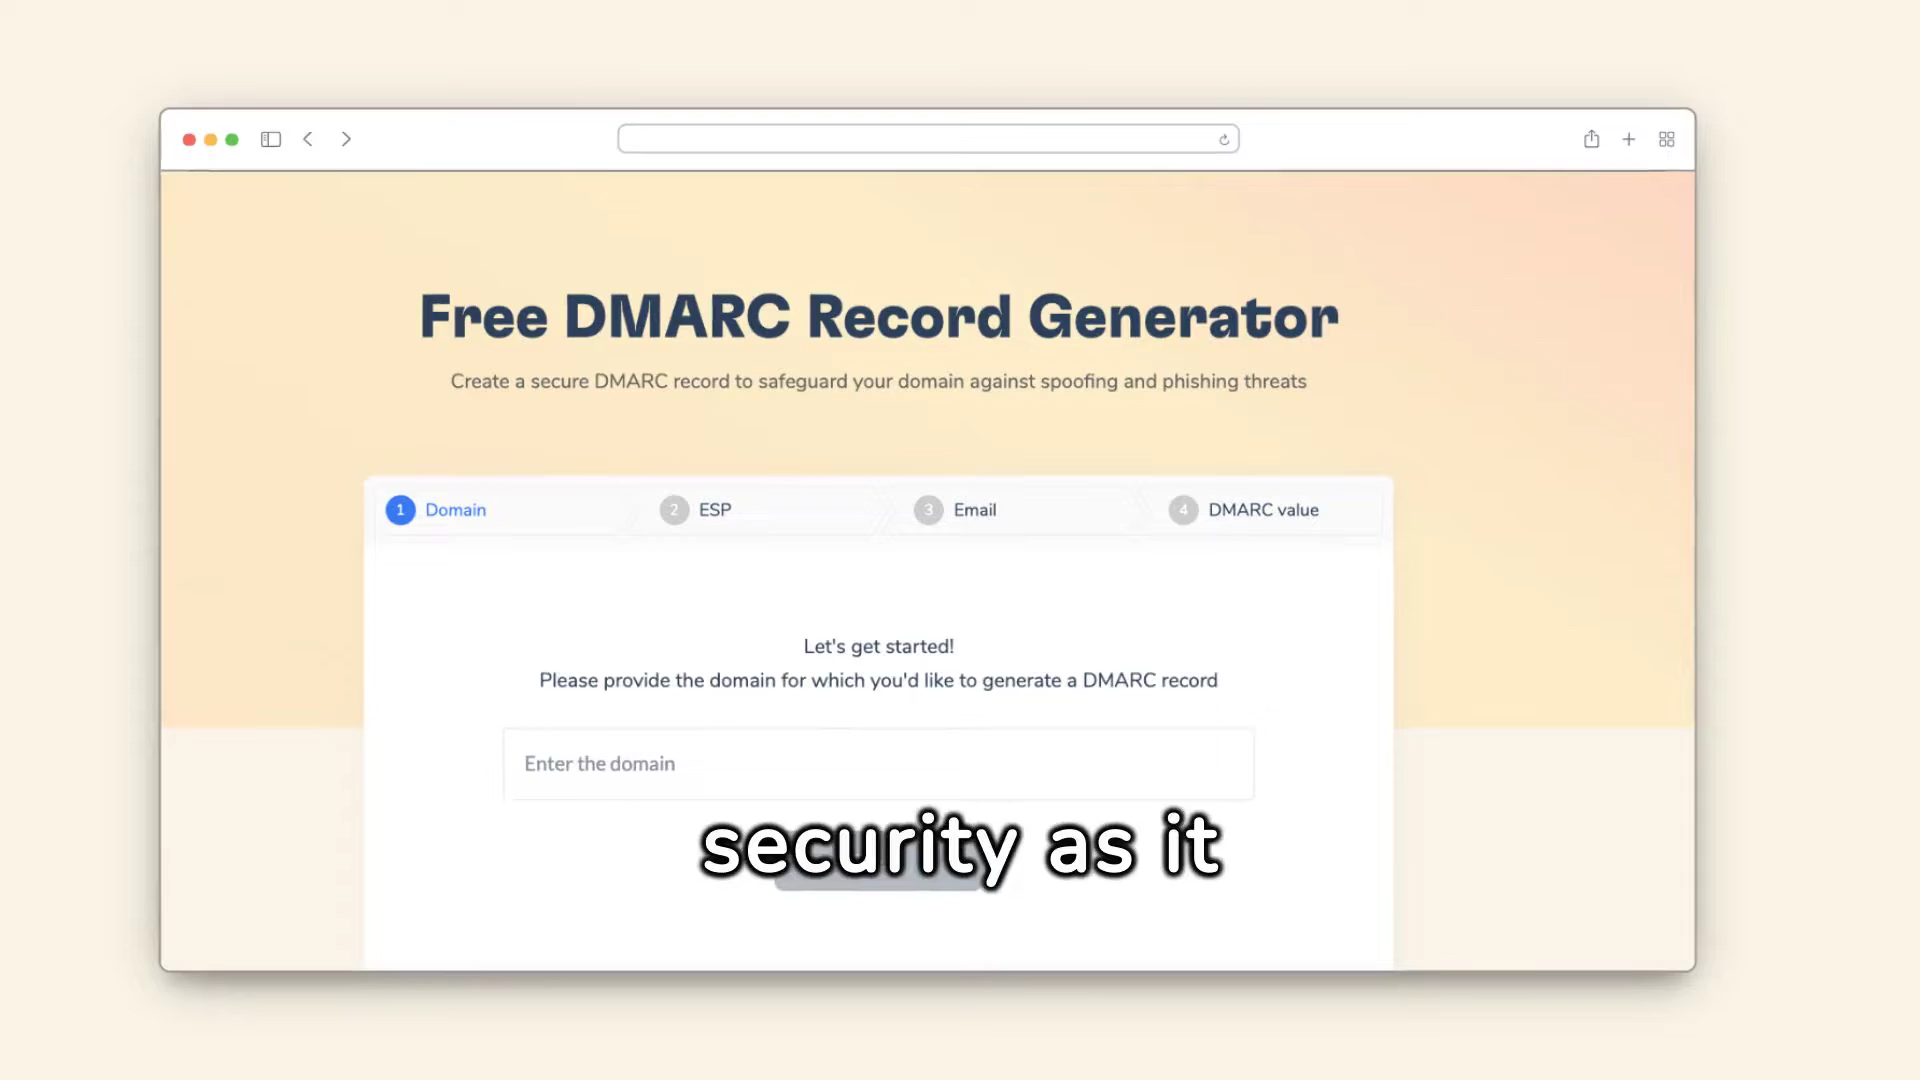 Free DMARC Record Generator
Create a secure DMARC record to safeguard your domain against spoofing and phishing threats
1 Domain
2 ESP
3 Email
4 DMARC value
Let's get started!
Please provide the domain for which you'd like to generate a DMARC record
Enter the domain
security as it